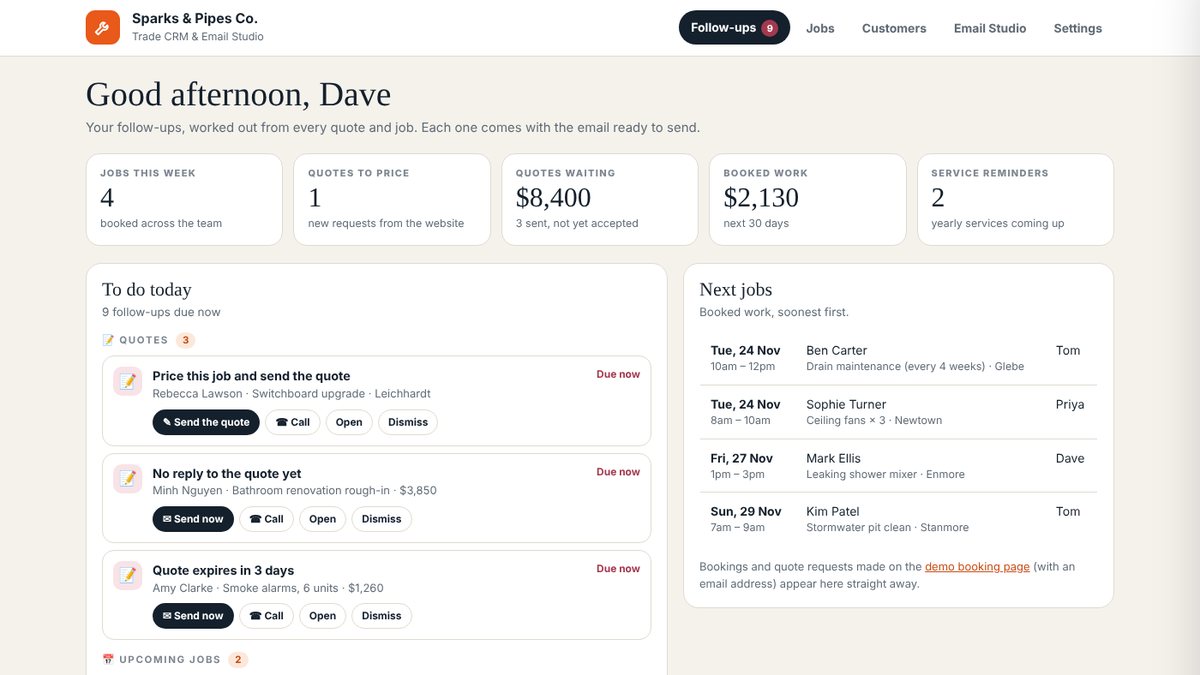 Sparks & Pipes Co.
Trade CRM & Email Studio
Follow-ups 9
Jobs
Customers
Email Studio
Settings
Good afternoon, Dave
Your follow-ups, worked out from every quote and job. Each one comes with the email ready to send.
JOBS THIS WEEK
4
booked across the team
QUOTES TO PRICE
1
new requests from the website
QUOTES WAITING
$8,400
3 sent, not yet accepted
BOOKED WORK
$2,130
next 30 days
SERVICE REMINDERS
2
yearly services coming up
To do today
9 follow-ups due now
📝 QUOTES 3
Price this job and send the quote
Due now
Rebecca Lawson · Switchboard upgrade · Leichhardt
✎ Send the quote
☎ Call
Open
Dismiss
No reply to the quote yet
Due now
Minh Nguyen · Bathroom renovation rough-in · $3,850
✉ Send now
☎ Call
Open
Dismiss
Quote expires in 3 days
Due now
Amy Clarke · Smoke alarms, 6 units · $1,260
✉ Send now
☎ Call
Open
Dismiss
📅 UPCOMING JOBS 2
Next jobs
Booked work, soonest first.
Tue, 24 Nov
10am – 12pm
Ben Carter
Drain maintenance (every 4 weeks) · Glebe
Tom
Tue, 24 Nov
8am – 10am
Sophie Turner
Ceiling fans × 3 · Newtown
Priya
Fri, 27 Nov
1pm – 3pm
Mark Ellis
Leaking shower mixer · Enmore
Dave
Sun, 29 Nov
7am – 9am
Kim Patel
Stormwater pit clean · Stanmore
Tom
Bookings and quote requests made on the demo booking page (with an
email address) appear here straight away.